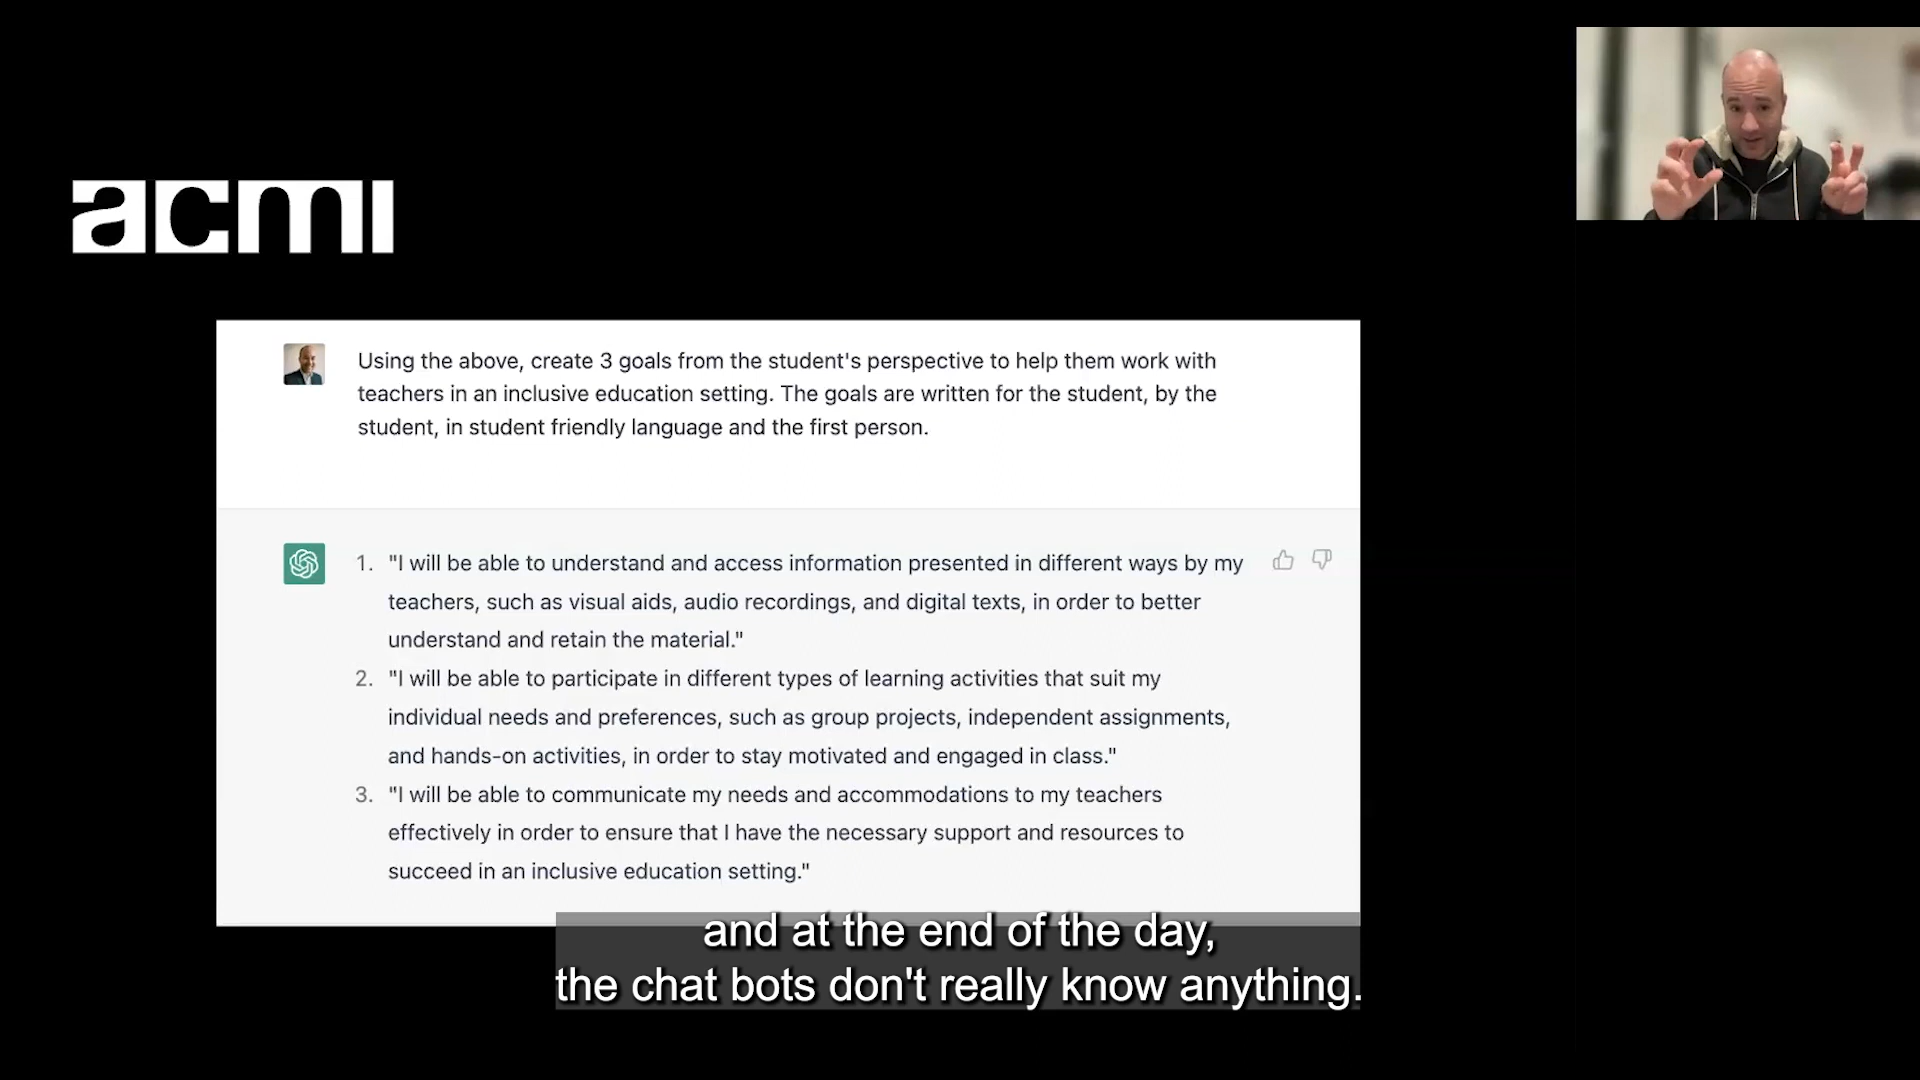 acmi
Using the above, create 3 goals from the student's perspective to help them work with
teachers in an inclusive education setting. The goals are written for the student, by the
student, in student friendly language and the first person.
1. "I will be able to understand and access information presented in different ways by my
teachers, such as visual aids, audio recordings, and digital texts, in order to better
understand and retain the material."
2. "I will be able to participate in different types of learning activities that suit my
individual needs and preferences, such as group projects, independent assignments,
and hands-on activities, in order to stay motivated and engaged in class."
3. "I will be able to communicate my needs and accommodations to my teachers
effectively in order to ensure that I have the necessary support and resources to
succeed in an inclusive education setting."
and at the end of the day,
the chat bots don't really know anything.